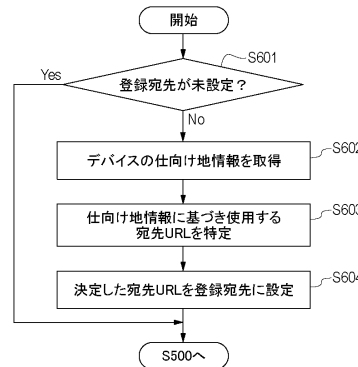 開始
S601
Yes
登録宛先が未設定？
No
S602
デバイスの仕向け地情報を取得
S603
仕向け地情報に基づき使用する
宛先URLを特定
S604
決定した宛先URLを登録宛先に設定
S500へ